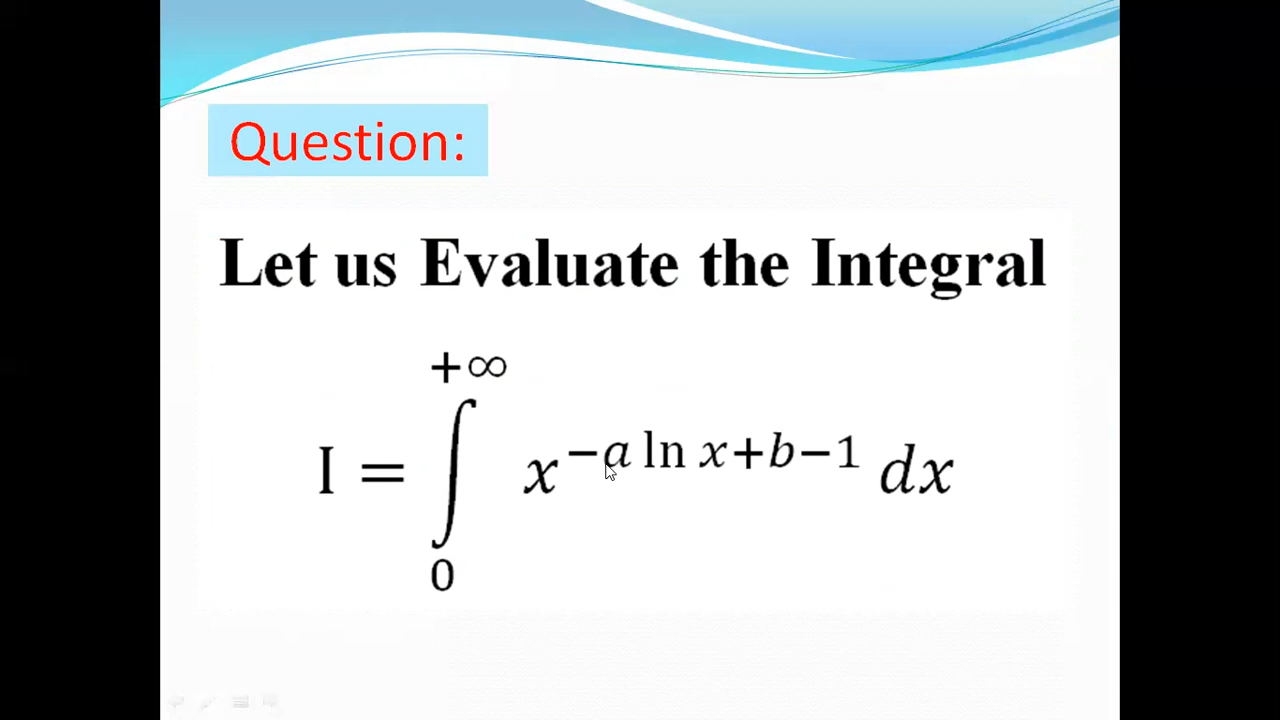 Question:
Let us Evaluate the Integral
I = ∫₀⁺∞ x^(−a ln x+b−1) dx